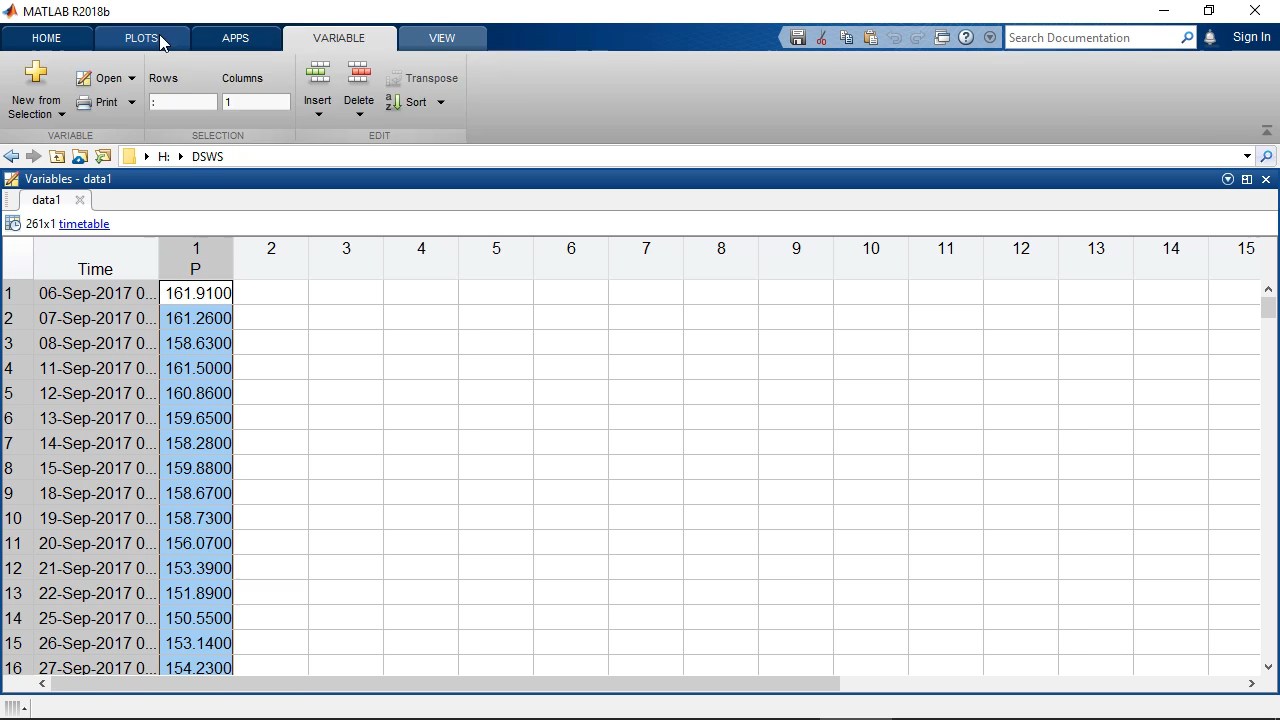 MATLAB R2018b
HOME PLOTS APPS VARIABLE VIEW Search Documentation Sign In
New from Selection Open Print Rows : Columns 1 Insert Delete Transpose Sort
VARIABLE SELECTION EDIT
H: DSWS
Variables - data1
data1
261x1 timetable
1 2 3 4 5 6 7 8 9 10 11 12 13 14 15
Time P
1 06-Sep-2017 0... 161.9100
2 07-Sep-2017 0... 161.2600
3 08-Sep-2017 0... 158.6300
4 11-Sep-2017 0... 161.5000
5 12-Sep-2017 0... 160.8600
6 13-Sep-2017 0... 159.6500
7 14-Sep-2017 0... 158.2800
8 15-Sep-2017 0... 159.8800
9 18-Sep-2017 0... 158.6700
10 19-Sep-2017 0... 158.7300
11 20-Sep-2017 0... 156.0700
12 21-Sep-2017 0... 153.3900
13 22-Sep-2017 0... 151.8900
14 25-Sep-2017 0... 150.5500
15 26-Sep-2017 0... 153.1400
16 27-Sep-2017 0... 154.2300